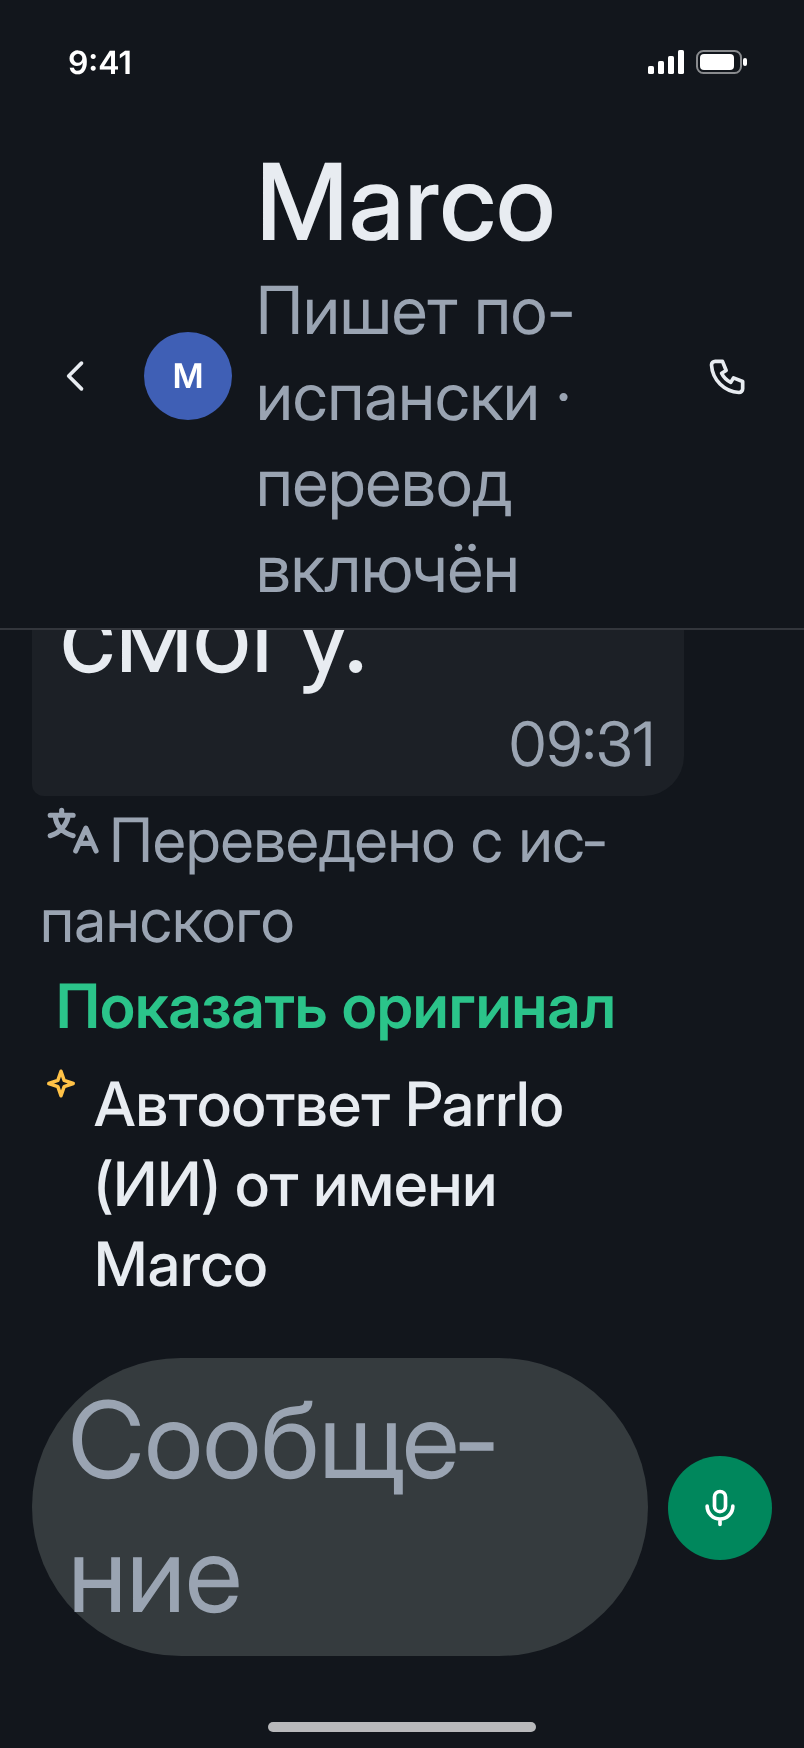 9:41
Marco
Пишет по-
испански ·
перевод
включён
M
смогу.
09:31
Переведено с ис-
панского
Показать оригинал
Автоответ Parrlo
(ИИ) от имени
Marco
Сообще-
ние